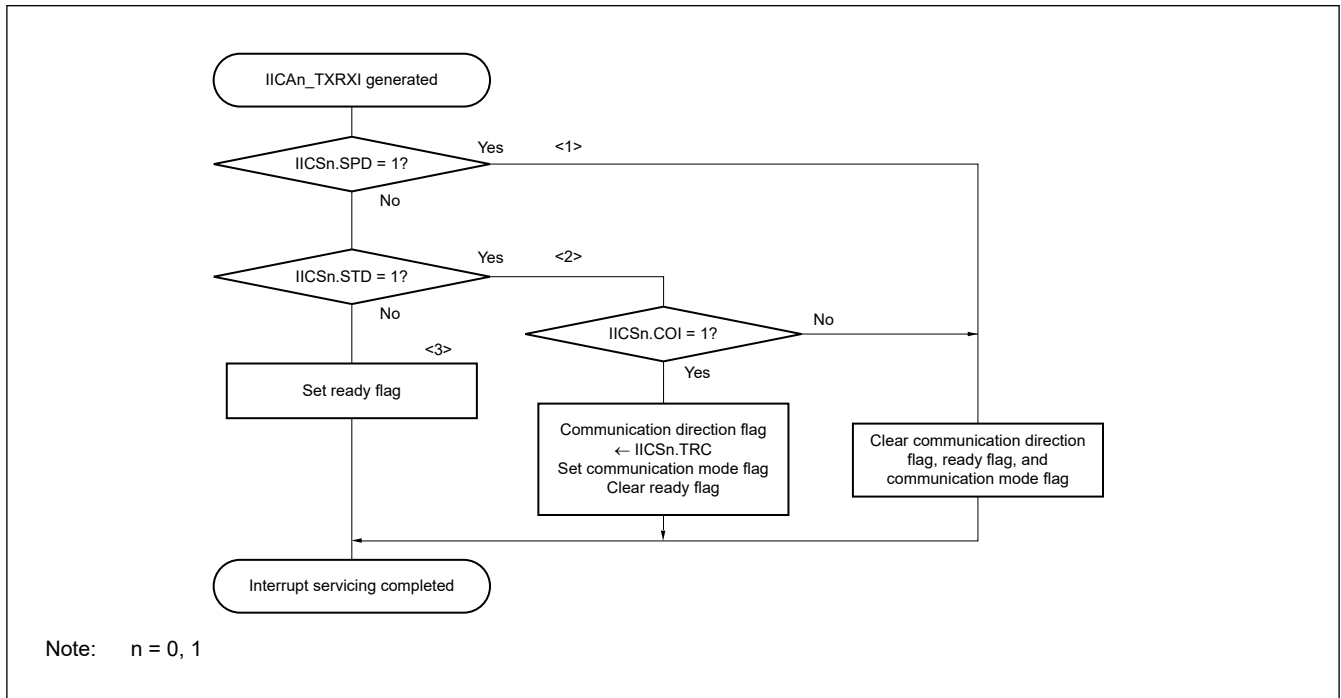 IICAn_TXRXI generated
Yes
<1>
IICSn.SPD = 1?
No
Yes
<2>
IICSn.STD = 1?
No
IICSn.COI = 1?
No
<3>
Yes
Set ready flag
Communication direction flag
← IICSn.TRC
Set communication mode flag
Clear ready flag
Clear communication direction
flag, ready flag, and
communication mode flag
Interrupt servicing completed
Note: n = 0, 1